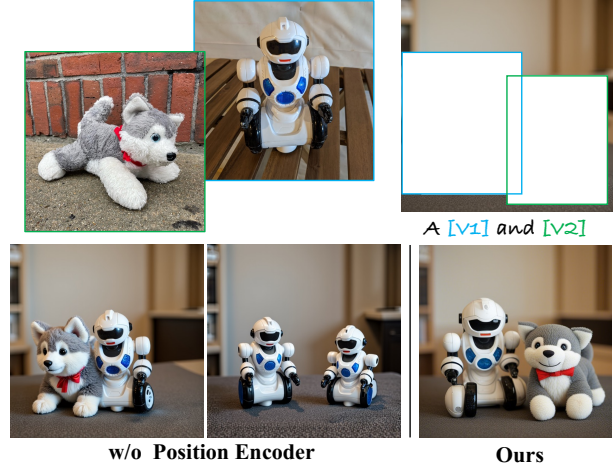 A [V1] and [V2]
w/o Position Encoder
Ours